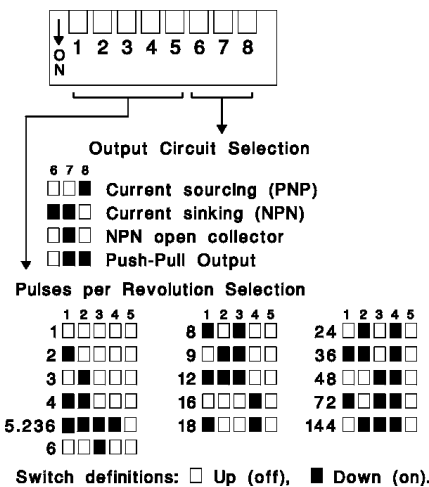 O
N
1 2 3 4 5 6 7 8
Output Circuit Selection
6 7 8
Current sourcing (PNP)
Current sinking (NPN)
NPN open collector
Push-Pull Output
Pulses per Revolution Selection
1 2 3 4 5
1
2
3
4
5.236
6
1 2 3 4 5
8
9
12
16
18
1 2 3 4 5
24
36
48
72
144
Switch definitions: Up (off), Down (on).